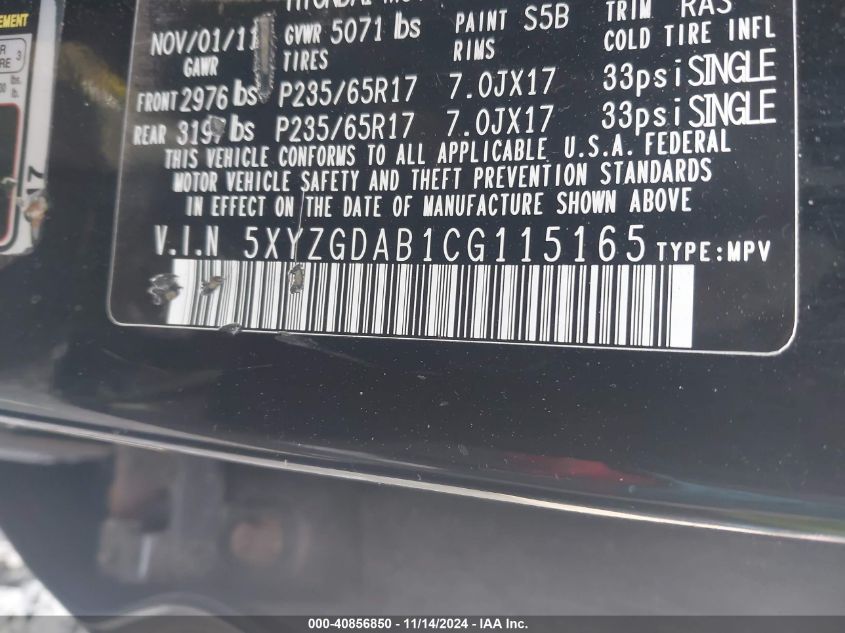 HYUNDAI
NOV/01/11 GVWR 5071 lbs PAINT S5B TRIM RAS
GAWR TIRES RIMS COLD TIRE INFL
FRONT 2976 lbs P235/65R17 7.0JX17 33psi SINGLE
REAR 3197 lbs P235/65R17 7.0JX17 33psi SINGLE
THIS VEHICLE CONFORMS TO ALL APPLICABLE U.S.A. FEDERAL
MOTOR VEHICLE SAFETY AND THEFT PREVENTION STANDARDS
IN EFFECT ON THE DATE OF MANUFACTURE SHOWN ABOVE
V.I.N 5XYZGDAB1CG115165 TYPE:MPV
000-40856850 | 11/14/2024 - IAA Inc.